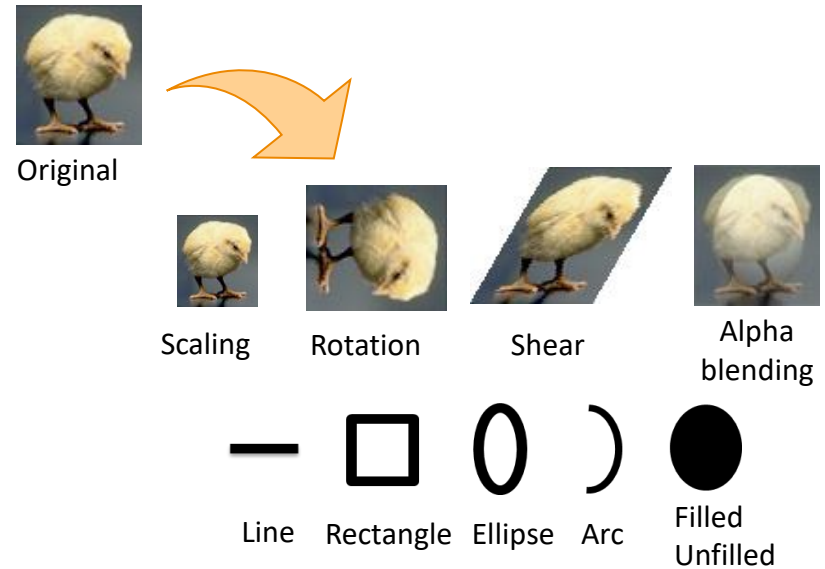 Original
Scaling
Rotation
Shear
Alpha
blending
Line
Rectangle
Ellipse
Arc
Filled
Unfilled